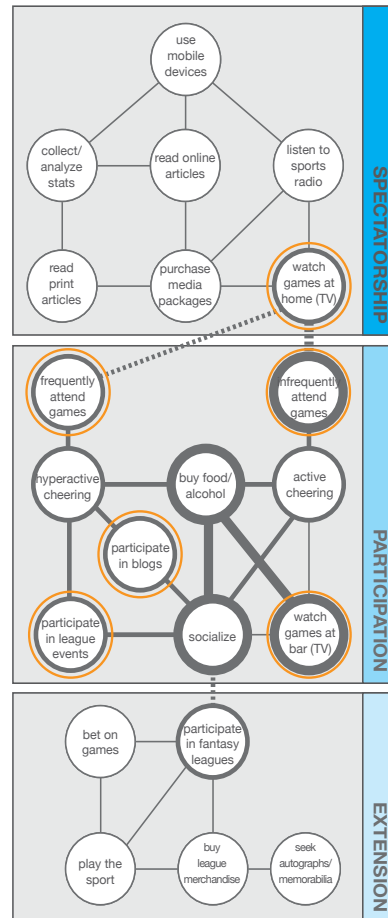 use
mobile
devices
collect/
analyze
stats
read online
articles
listen to
sports
radio
read
print
articles
purchase
media
packages
watch
games at
home (TV)
SPECTATORSHIP
frequently
attend
games
infrequently
attend
games
hyperactive
cheering
buy food/
alcohol
active
cheering
participate
in blogs
participate
in league
events
socialize
watch
games at
bar (TV)
PARTICIPATION
bet on
games
participate
in fantasy
leagues
play the
sport
buy
league
merchandise
seek
autographs/
memorabilia
EXTENSION